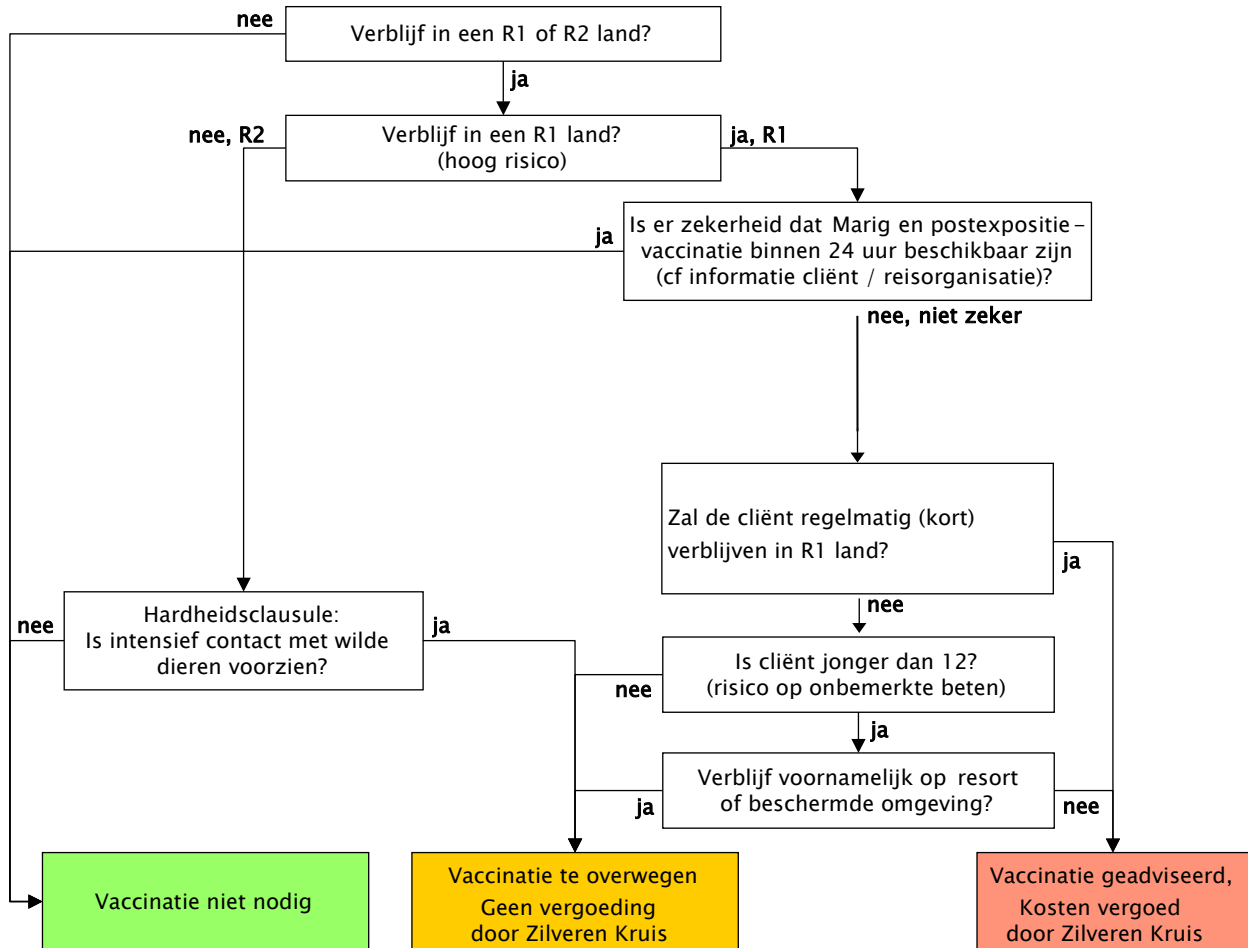 nee
Verblijf in een R1 of R2 land?
ja
nee, R2
Verblijf in een R1 land?
(hoog risico)
ja, R1
ja
Is er zekerheid dat Marig en postexpositie–
vaccinatie binnen 24 uur beschikbaar zijn
(cf informatie cliënt / reisorganisatie)?
nee, niet zeker
Zal de cliënt regelmatig (kort)
verblijven in R1 land?
ja
nee
nee
Hardheidsclausule:
Is intensief contact met wilde
dieren voorzien?
ja
nee
Is cliënt jonger dan 12?
(risico op onbemerkte beten)
ja
ja
Verblijf voornamelijk op resort
of beschermde omgeving?
nee
Vaccinatie niet nodig
Vaccinatie te overwegen
Geen vergoeding
door Zilveren Kruis
Vaccinatie geadviseerd,
Kosten vergoed
door Zilveren Kruis